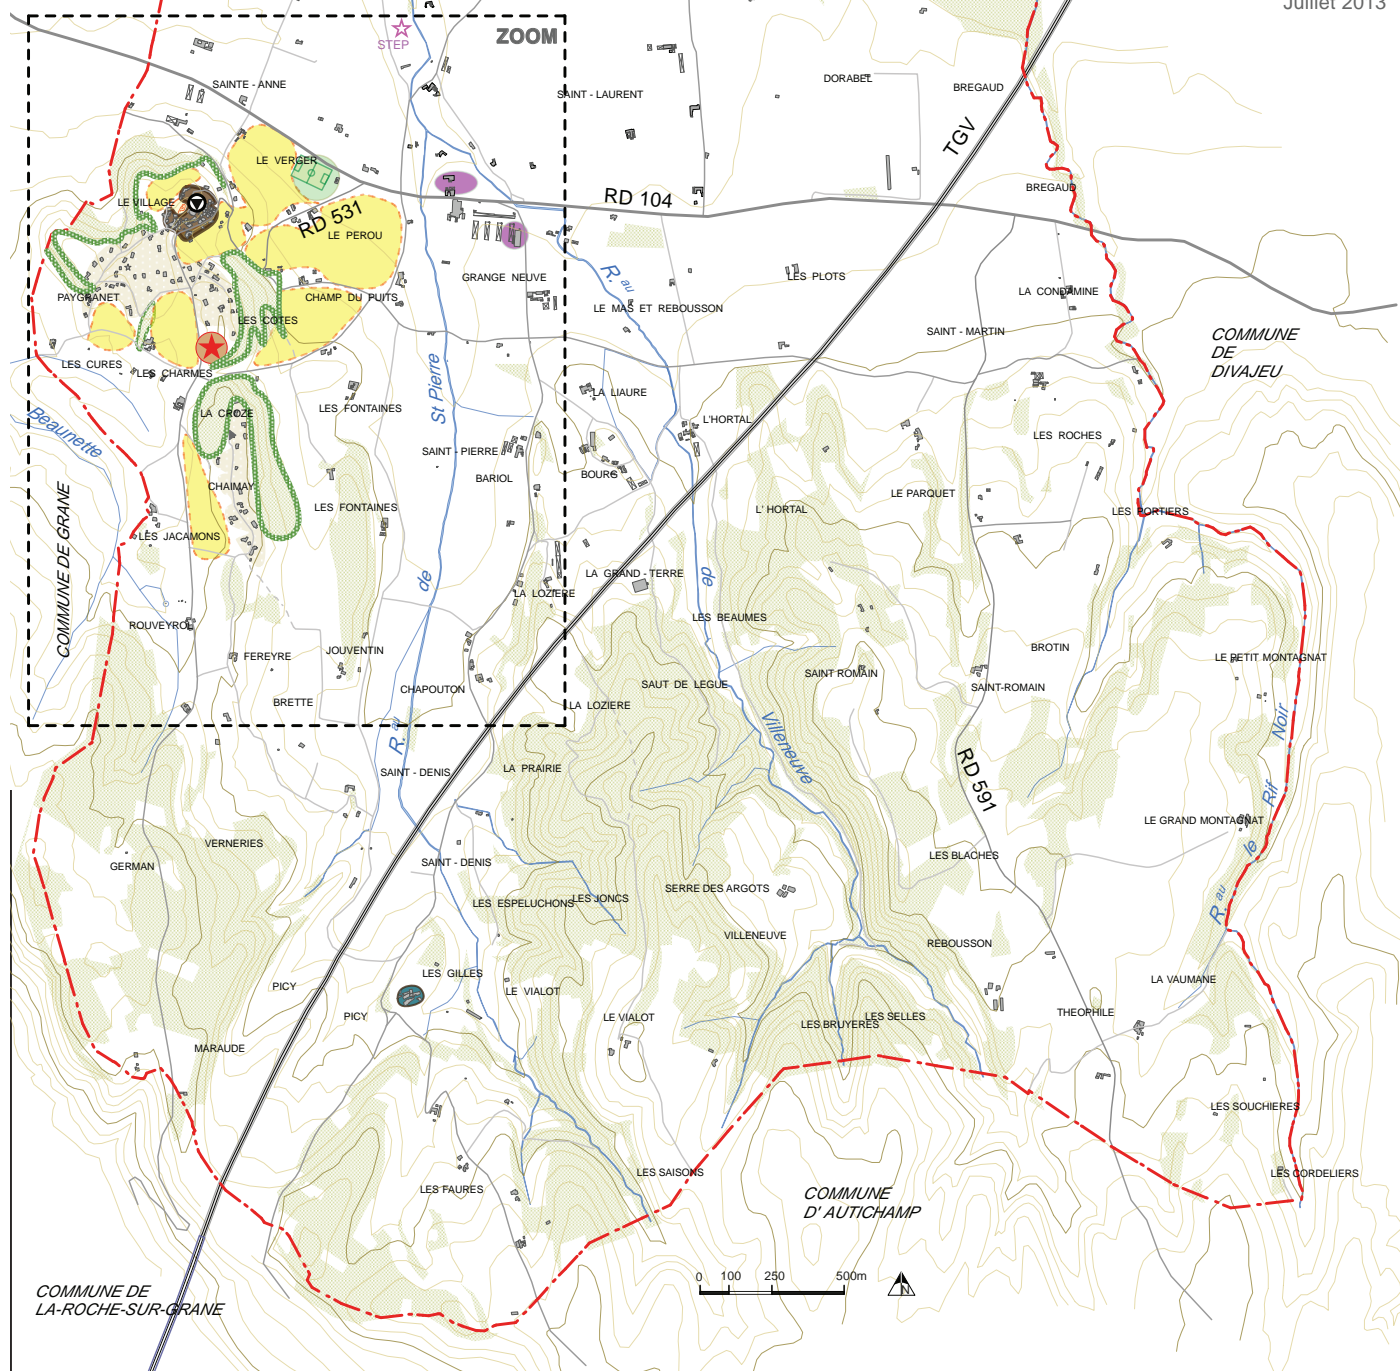 Juillet 2013
ZOOM
STEP
SAINTE - ANNE
SAINT - LAURENT
DORABEL
BREGAUD
TGV
LE VERGER
BREGAUD
LE VILLAGE
RD 104
RD 531
LE PEROU
GRANGE NEUVE
R.au
LES PLOTS
PAYGRANET
CHAMP DU PUITS
LE MAS ET REBOUSSON
LA CONDAMINE
LES COTES
SAINT - MARTIN
COMMUNE
DE
DIVAJEU
LES CURES
LES CHARMES
St Pierre
LA LIAURE
Beaunette
LA CROZE
LES FONTAINES
L'HORTAL
LES ROCHES
SAINT - PIERRE
BARIOL
BOURG
CHAIMAY
LE PARQUET
LES FONTAINES
L' HORTAL
LES PORTIERS
COMMUNE DE GRANE
LES JACAMONS
de
LA GRAND - TERRE
de
LA LOZIERE
LES BEAUMES
ROUVEYROL
FEREYRE
JOUVENTIN
BROTIN
LE PETIT MONTAGNAT
SAINT ROMAIN
SAUT DE LEGUE
SAINT-ROMAIN
CHAPOUTON
BRETTE
LA LOZIERE
R.au
Villeneuve
Noir
SAINT - DENIS
LA PRAIRIE
RD 591
Rif
LE GRAND MONTAGNAT
VERNERIES
le
GERMAN
SAINT - DENIS
LES BLACHES
SERRE DES ARGOTS
LES ESPELUCHONS
LES JONCS
R.au
VILLENEUVE
REBOUSSON
LES GILLES
LA VAUMANE
PICY
LE VIALOT
PICY
LE VIALOT
LES BRUYERES
LES SELLES
THEOPHILE
MARAUDE
LES SOUCHIERES
LES SAISONS
LES CORDELIERS
LES FAURES
COMMUNE
D' AUTICHAMP
0 100 250 500m
N
COMMUNE DE
LA-ROCHE-SUR-GRANE